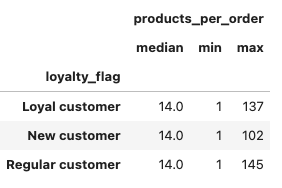 products_per_order
median min max
loyalty_flag
Loyal customer 14.0 1 137
New customer 14.0 1 102
Regular customer 14.0 1 145